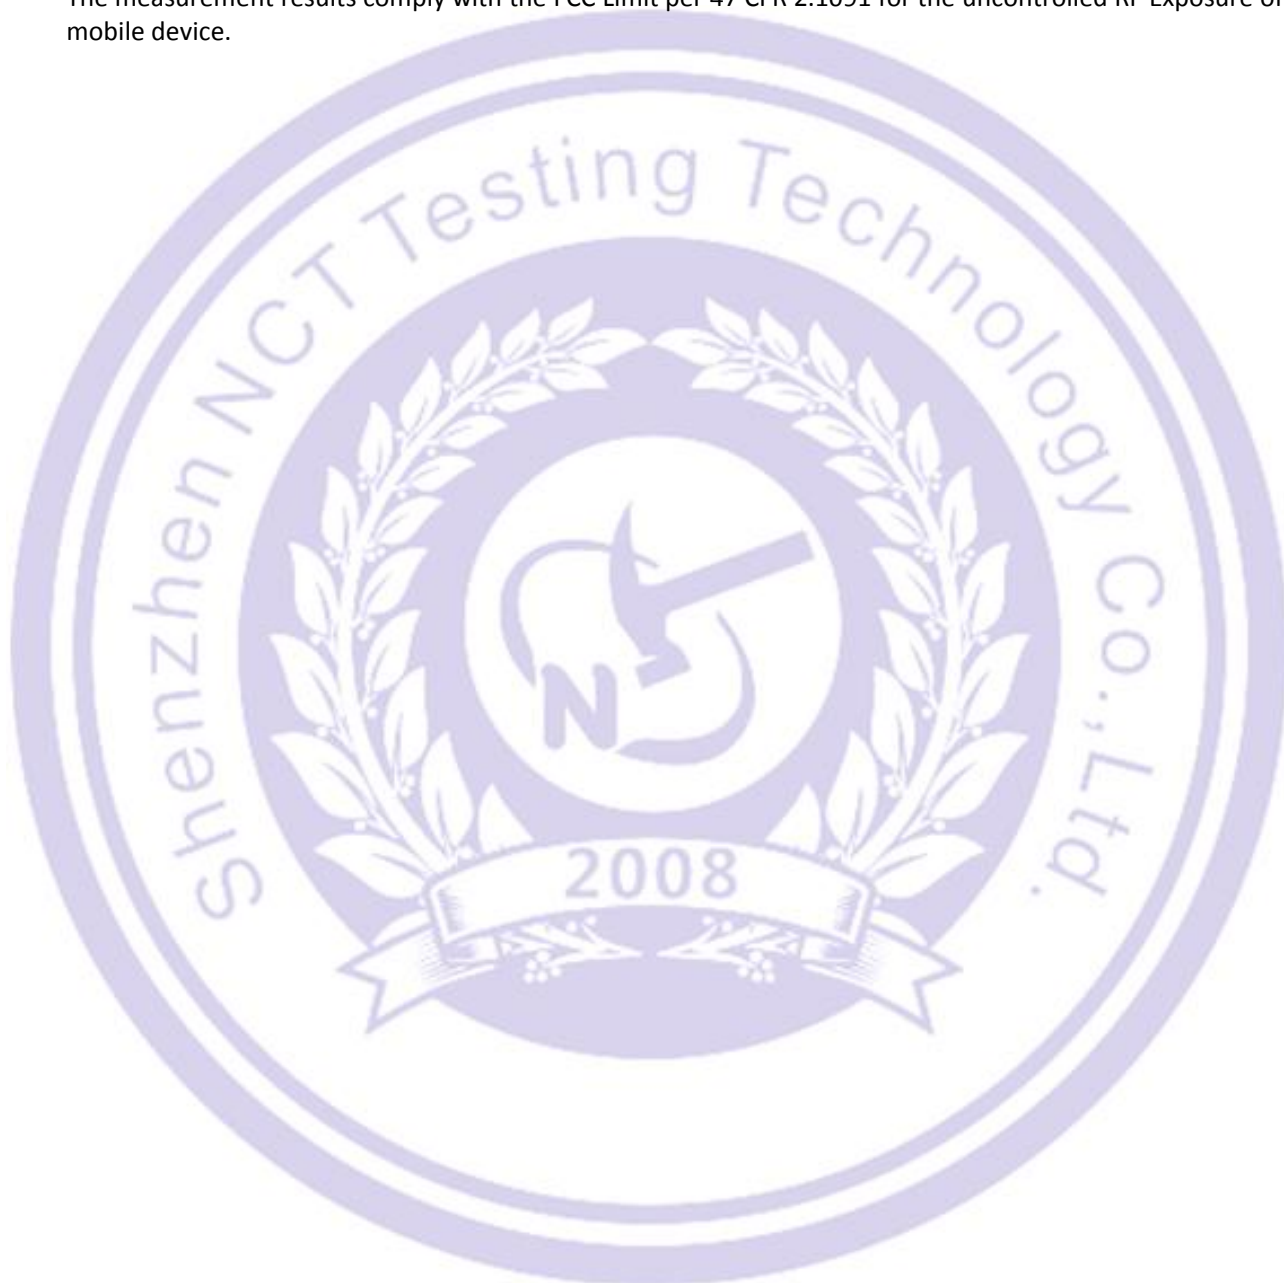 The measurement results comply with the FCC Limit per 47 CFR 2.1091 for the uncontrolled RF Exposure of
mobile device.
Shenzhen NCT Testing Technology Co.,Ltd.
N
2008